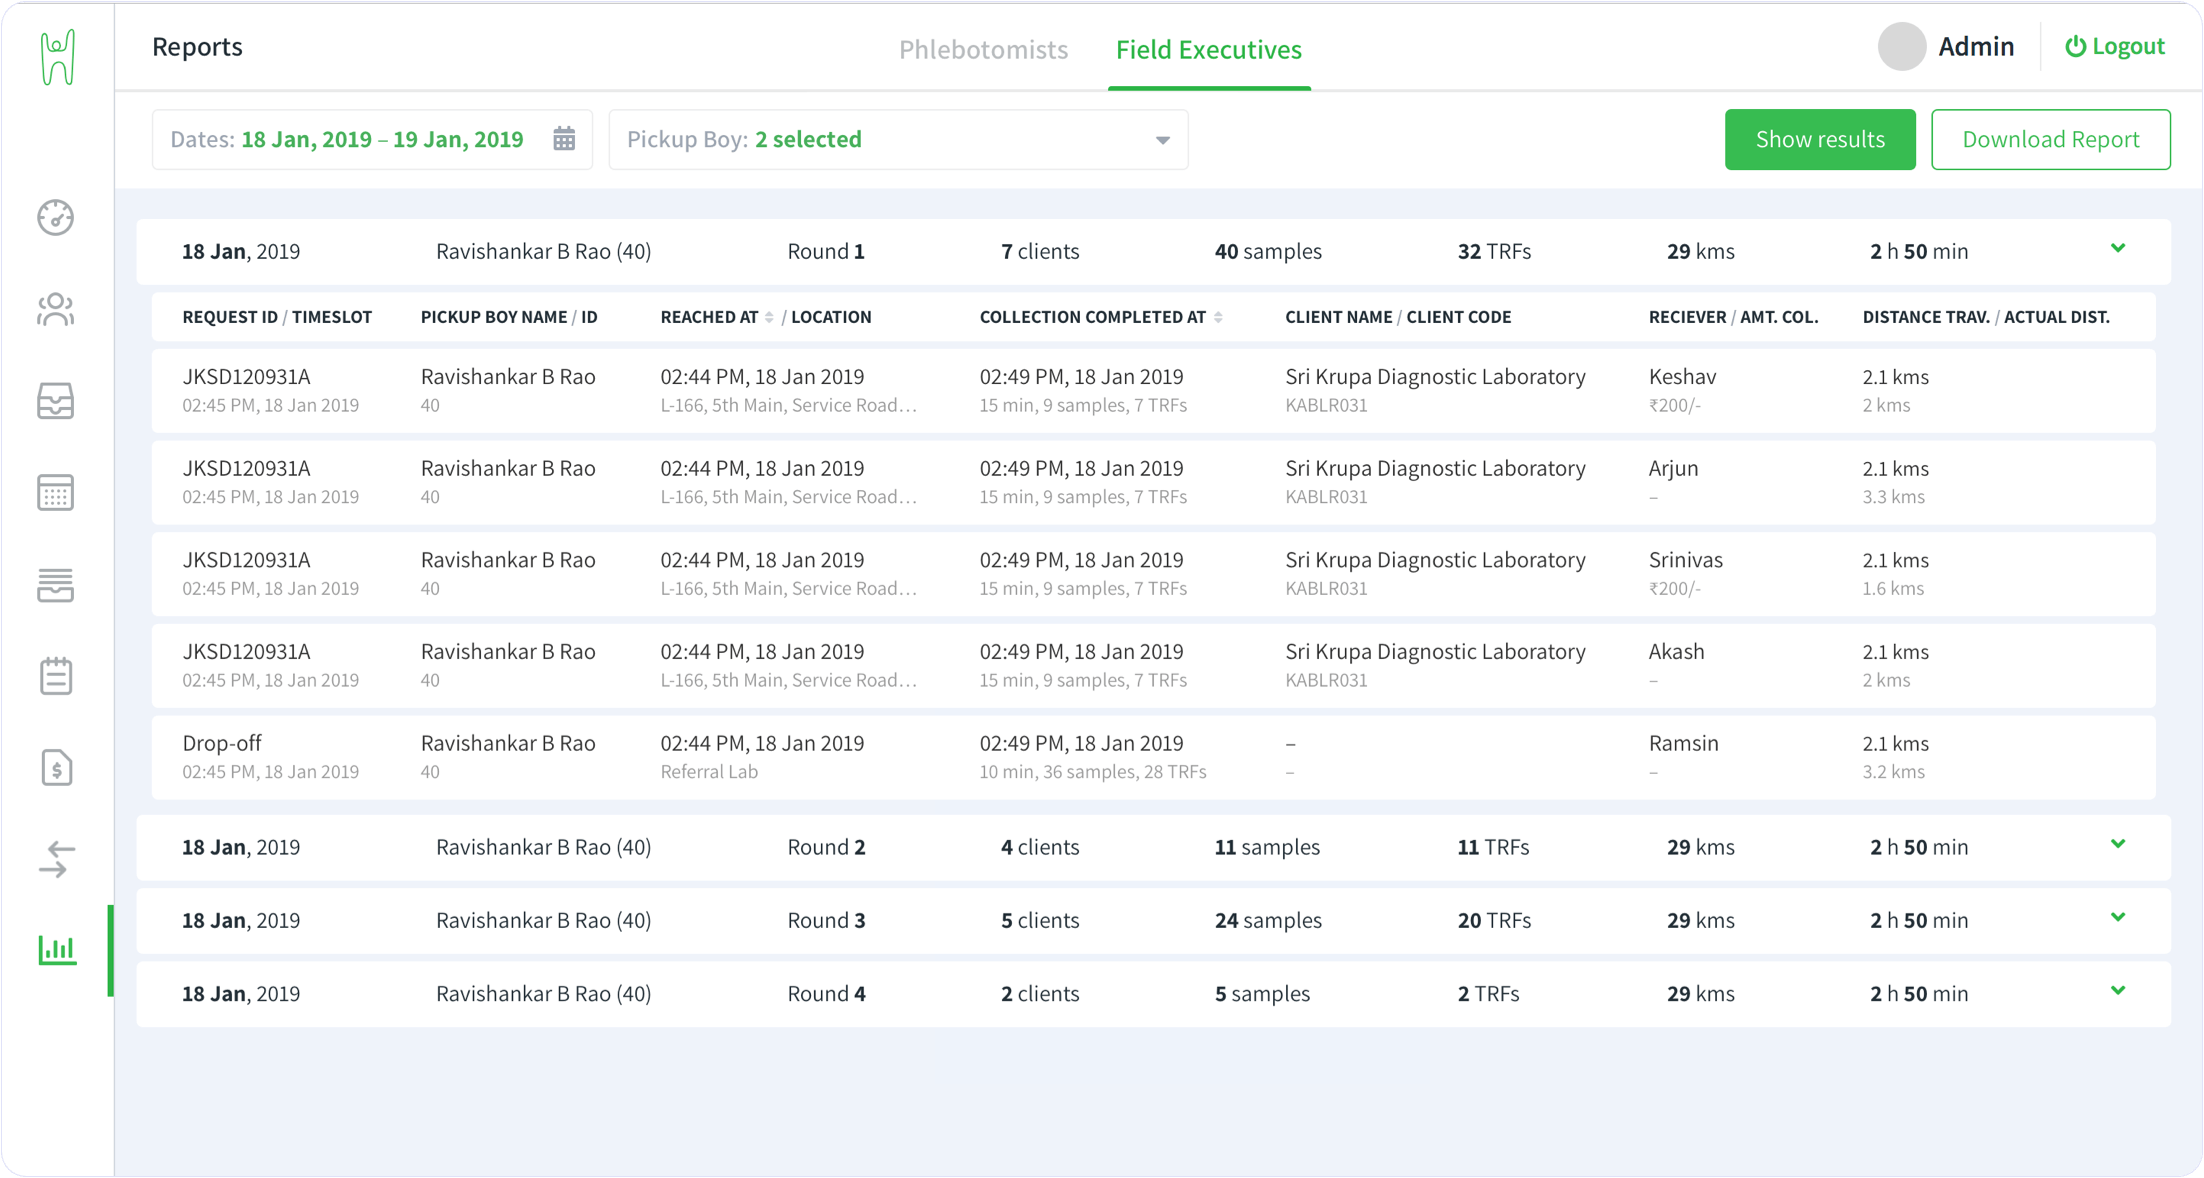 Reports
Phlebotomists
Field Executives
Admin
Logout
Dates: 18 Jan, 2019 – 19 Jan, 2019
Pickup Boy: 2 selected
Show results
Download Report
18 Jan, 2019 Ravishankar B Rao (40) Round 1 7 clients 40 samples 32 TRFs 29 kms 2 h 50 min
REQUEST ID / TIMESLOT PICKUP BOY NAME / ID REACHED AT / LOCATION COLLECTION COMPLETED AT CLIENT NAME / CLIENT CODE RECIEVER / AMT. COL. DISTANCE TRAV. / ACTUAL DIST.
JKSD120931A Ravishankar B Rao 02:44 PM, 18 Jan 2019 02:49 PM, 18 Jan 2019 Sri Krupa Diagnostic Laboratory Keshav 2.1 kms
02:45 PM, 18 Jan 2019 40 L-166, 5th Main, Service Road… 15 min, 9 samples, 7 TRFs KABLR031 ₹200/- 2 kms
JKSD120931A Ravishankar B Rao 02:44 PM, 18 Jan 2019 02:49 PM, 18 Jan 2019 Sri Krupa Diagnostic Laboratory Arjun 2.1 kms
02:45 PM, 18 Jan 2019 40 L-166, 5th Main, Service Road… 15 min, 9 samples, 7 TRFs KABLR031 – 3.3 kms
JKSD120931A Ravishankar B Rao 02:44 PM, 18 Jan 2019 02:49 PM, 18 Jan 2019 Sri Krupa Diagnostic Laboratory Srinivas 2.1 kms
02:45 PM, 18 Jan 2019 40 L-166, 5th Main, Service Road… 15 min, 9 samples, 7 TRFs KABLR031 ₹200/- 1.6 kms
JKSD120931A Ravishankar B Rao 02:44 PM, 18 Jan 2019 02:49 PM, 18 Jan 2019 Sri Krupa Diagnostic Laboratory Akash 2.1 kms
02:45 PM, 18 Jan 2019 40 L-166, 5th Main, Service Road… 15 min, 9 samples, 7 TRFs KABLR031 – 2 kms
Drop-off Ravishankar B Rao 02:44 PM, 18 Jan 2019 02:49 PM, 18 Jan 2019 – Ramsin 2.1 kms
02:45 PM, 18 Jan 2019 40 Referral Lab 10 min, 36 samples, 28 TRFs – – 3.2 kms
18 Jan, 2019 Ravishankar B Rao (40) Round 2 4 clients 11 samples 11 TRFs 29 kms 2 h 50 min
18 Jan, 2019 Ravishankar B Rao (40) Round 3 5 clients 24 samples 20 TRFs 29 kms 2 h 50 min
18 Jan, 2019 Ravishankar B Rao (40) Round 4 2 clients 5 samples 2 TRFs 29 kms 2 h 50 min